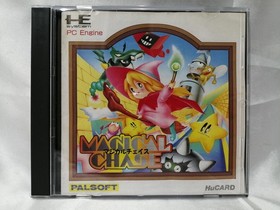 HE
SYSTEM
PC Engine
MAGICAL
マジカルチェイス
CHASE
!!
PALSOFT
HuCARD